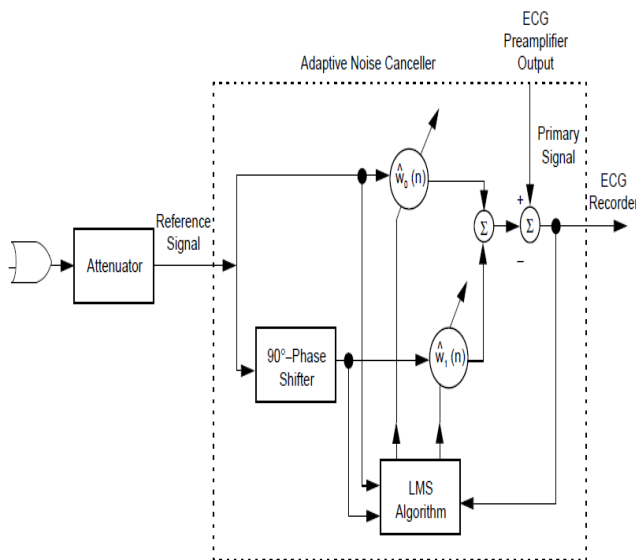 ECG
Preamplifier
Output
Adaptive Noise Canceller
Primary
Signal
ŵ₀(n)
+
ECG
Recorder
Reference
Signal
Σ
Σ
Attenuator
–
90°–Phase
Shifter
ŵ₁(n)
LMS
Algorithm